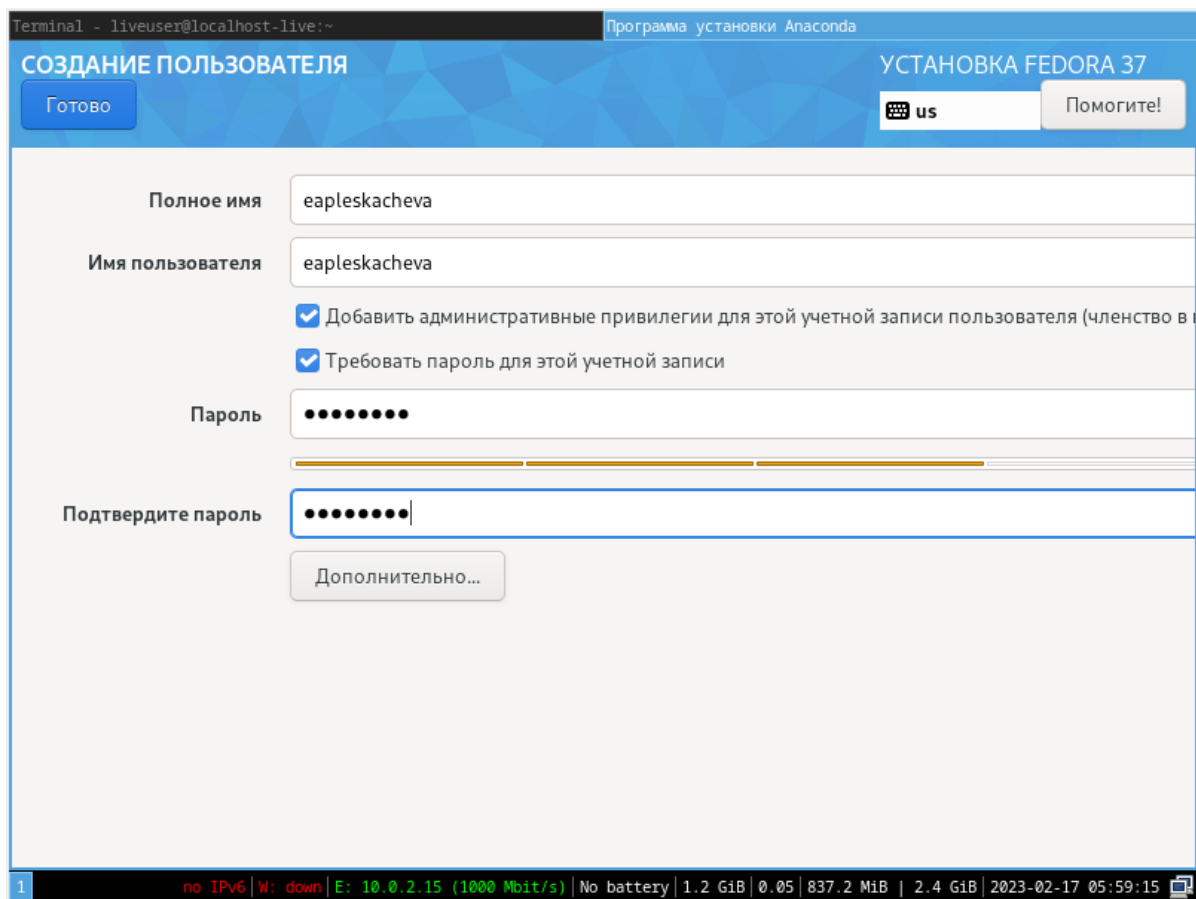 Terminal - liveuser@localhost-live:~
Программа установки Anaconda
СОЗДАНИЕ ПОЛЬЗОВАТЕЛЯ
УСТАНОВКА FEDORA 37
Готово
us
Помогите!
Полное имя
eapleskacheva
Имя пользователя
eapleskacheva
Добавить административные привилегии для этой учетной записи пользователя (членство в
Требовать пароль для этой учетной записи
Пароль
●●●●●●●●
Подтвердите пароль
●●●●●●●●
Дополнительно...
1
no IPv6|W: down|E: 10.0.2.15 (1000 Mbit/s)|No battery|1.2 GiB|0.05|837.2 MiB | 2.4 GiB|2023-02-17 05:59:15